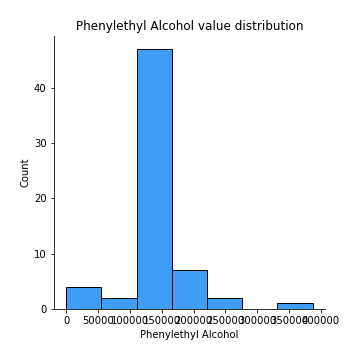 Phenylethyl Alcohol value distribution
40
30
20
10
0
Count
0 50000 100000 150000 200000 250000 300000 350000 400000
Phenylethyl Alcohol